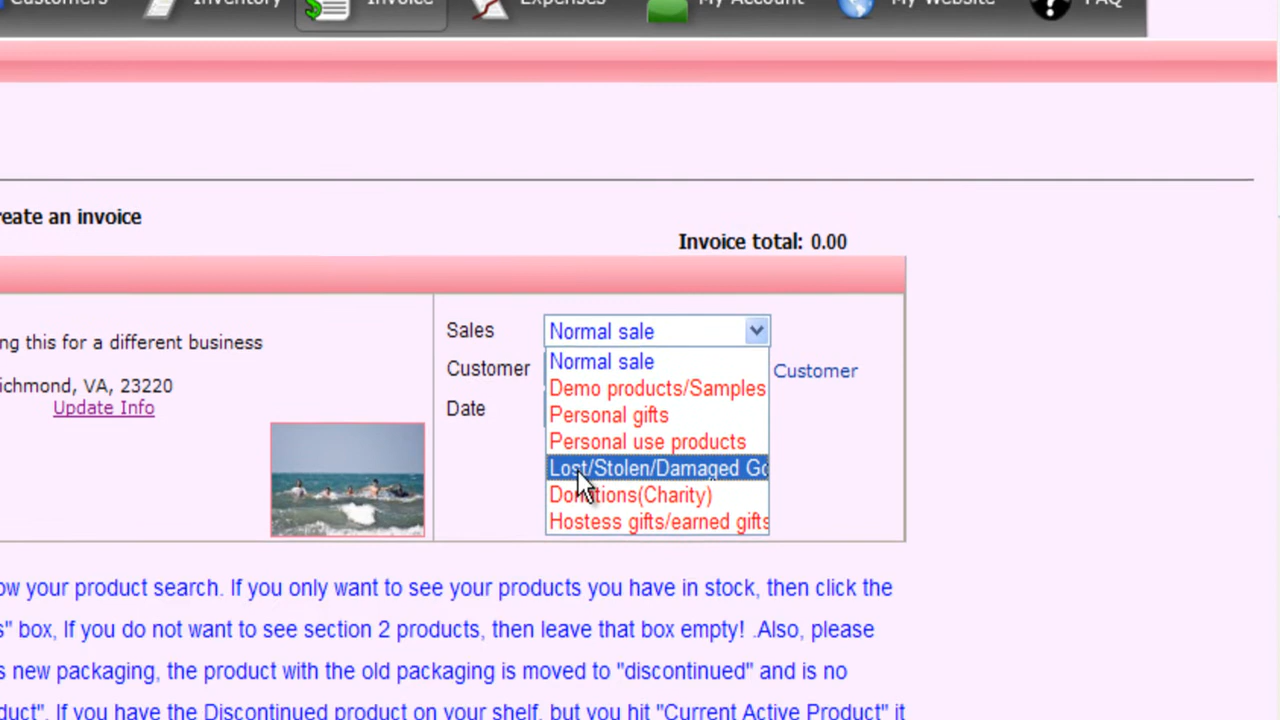 Customers Inventory Invoice Expenses My Account My Website FAQ
reate an invoice
Invoice total: 0.00
Sales Normal sale
Normal sale
ng this for a different business
Customer Customer
Demo products/Samples
ichmond, VA, 23220
Update Info
Date
Personal gifts
Personal use products
Lost/Stolen/Damaged Go
Donations(Charity)
Hostess gifts/earned gifts
ow your product search. If you only want to see your products you have in stock, then click the
s" box, If you do not want to see section 2 products, then leave that box empty! .Also, please
s new packaging, the product with the old packaging is moved to "discontinued" and is no
duct". If you have the Discontinued product on your shelf, but you hit "Current Active Product" it